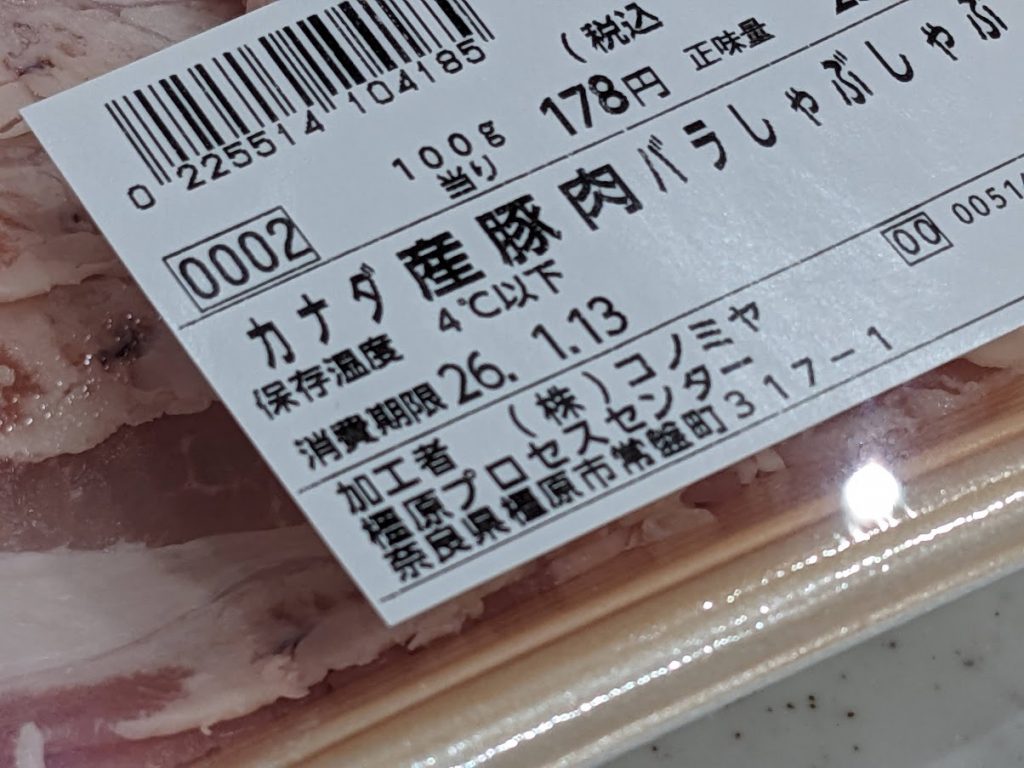 0 225514 104185
(税込
100g
当り
178円
正味量
0002
カナダ産豚肉バラしゃぶしゃぶ
保存温度 4℃以下
消費期限 26. 1.13
00
加工者 (株)コノミヤ
橿原プロセスセンター
奈良県橿原市常盤町317-1